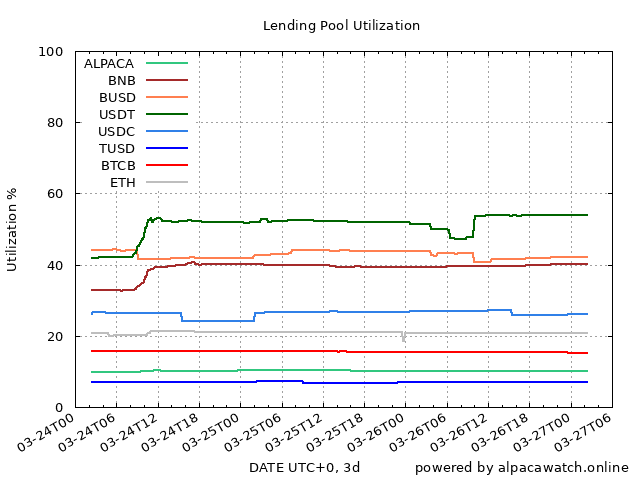 Lending Pool Utilization
100
80
60
40
20
0
Utilization %
ALPACA
BNB
BUSD
USDT
USDC
TUSD
BTCB
ETH
03-24T00
03-24T06
03-24T12
03-24T18
03-25T00
03-25T06
03-25T12
03-25T18
03-26T00
03-26T06
03-26T12
03-26T18
03-27T00
03-27T06
DATE UTC+0, 3d
powered by alpacawatch.online